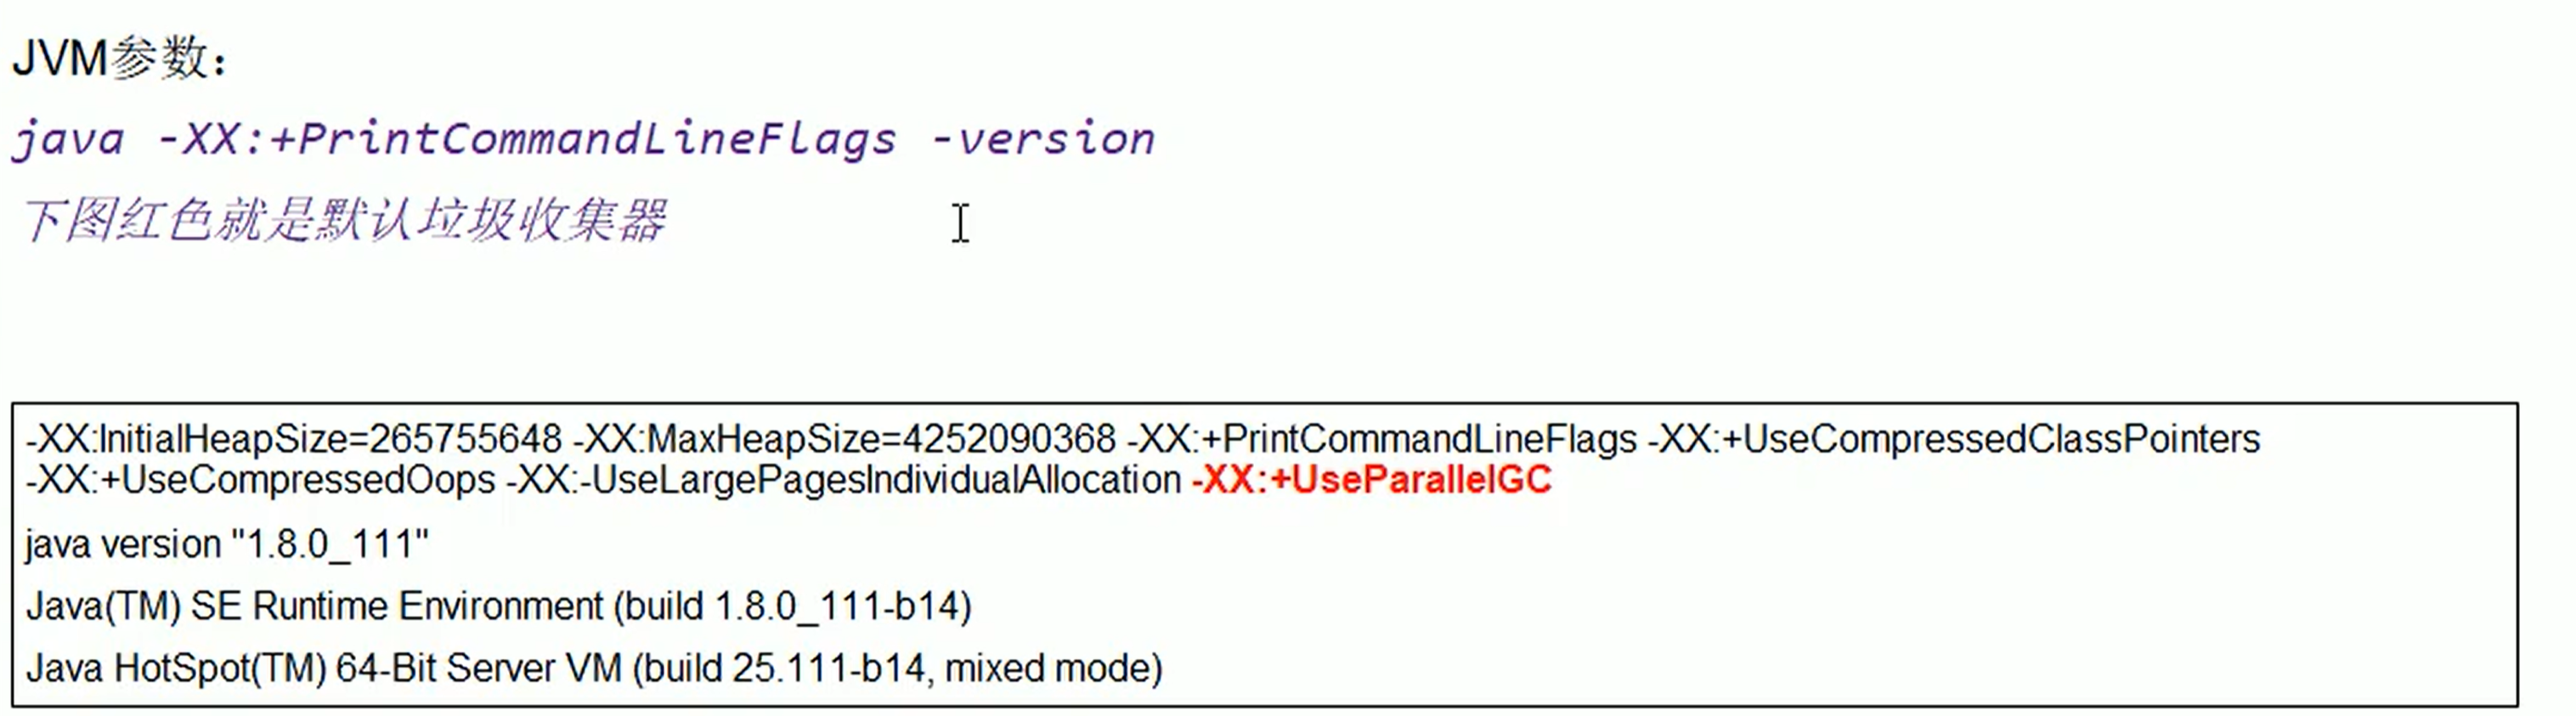 JVM参数：
java -XX:+PrintCommandLineFlags -version
下图红色就是默认垃圾收集器
-XX:InitialHeapSize=265755648 -XX:MaxHeapSize=4252090368 -XX:+PrintCommandLineFlags -XX:+UseCompressedClassPointers
-XX:+UseCompressedOops -XX:-UseLargePagesIndividualAllocation -XX:+UseParallelGC
java version "1.8.0_111"
Java(TM) SE Runtime Environment (build 1.8.0_111-b14)
Java HotSpot(TM) 64-Bit Server VM (build 25.111-b14, mixed mode)